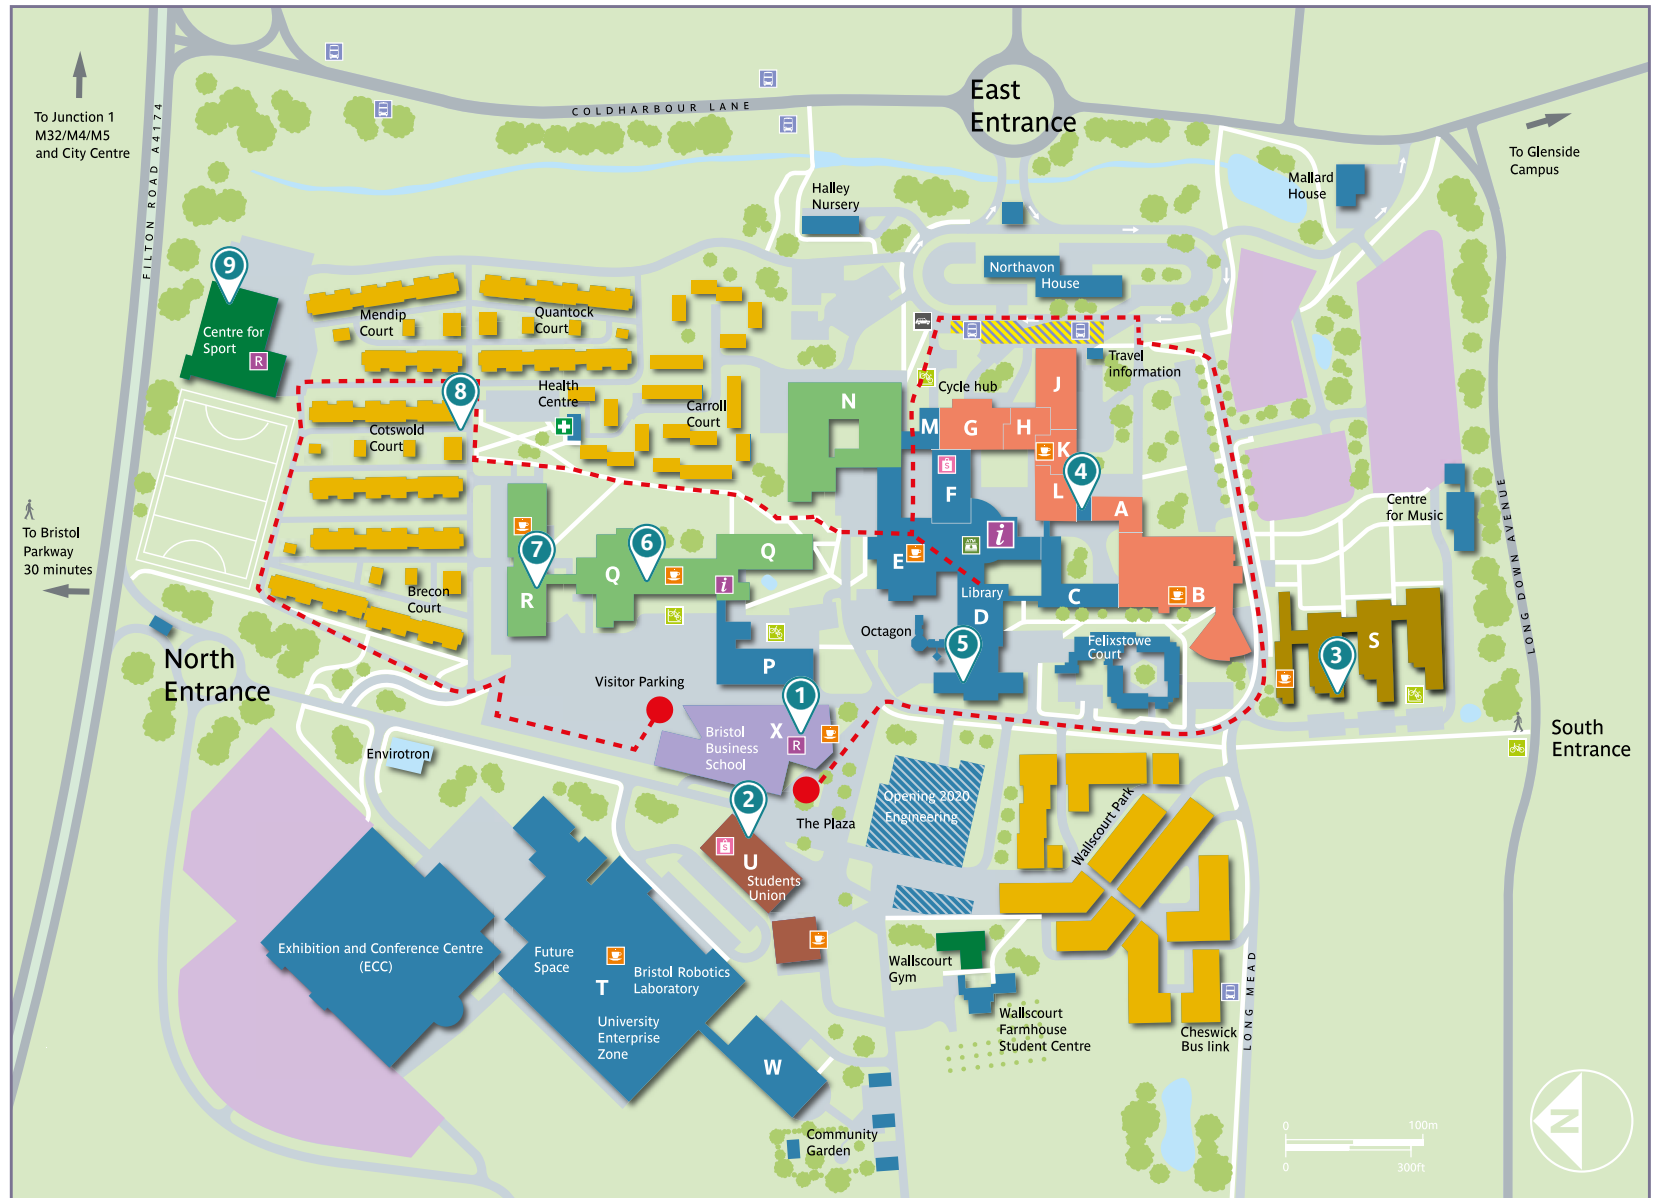 To Junction 1
M32/M4/M5
and City Centre
FILTON ROAD A4174
COLDHARBOUR LANE
East
Entrance
To Glenside
Campus
Mallard
House
Halley
Nursery
Northavon
House
9
Centre for
Sport
R
Mendip
Court
Quantock
Court
8
Cotswold
Court
Health
Centre
Carroll
Court
Cycle hub
Travel
information
N
M
G
H
J
K
S
F
L
4
A
i
ATM
E
Library
D
C
B
Centre
for Music
LONG DOWN AVENUE
To Bristol
Parkway
30 minutes
7
6
Q
Q
R
i
Brecon
Court
Octagon
5
Felixstowe
Court
3
S
P
North
Entrance
Visitor Parking
1
X
R
Bristol
Business
School
Envirotron
2
The Plaza
S
U
Students
Union
Opening 2020
Engineering
Wallscourt Park
South
Entrance
Exhibition and Conference Centre
(ECC)
Future
Space
T
Bristol Robotics
Laboratory
University
Enterprise
Zone
W
Wallscourt
Gym
Wallscourt
Farmhouse
Student Centre
Cheswick
Bus link
LONG MEAD
Community
Garden
0
100m
0
300ft
N